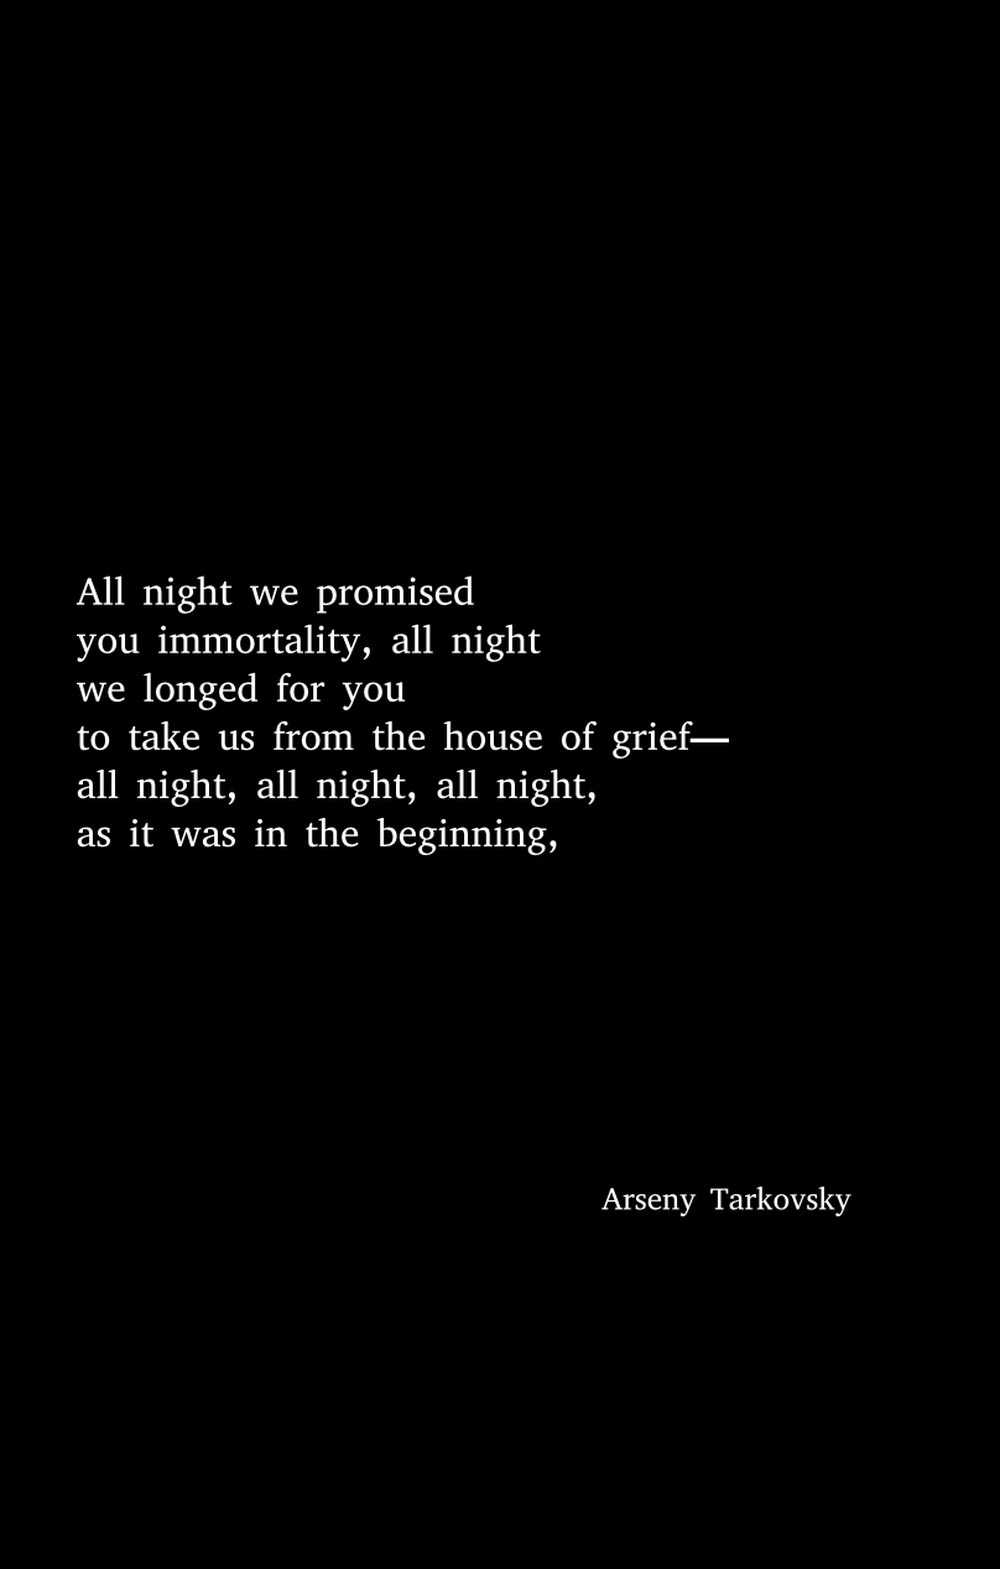 All night we promised
you immortality, all night
we longed for you
to take us from the house of grief—
all night, all night, all night,
as it was in the beginning,
Arseny Tarkovsky